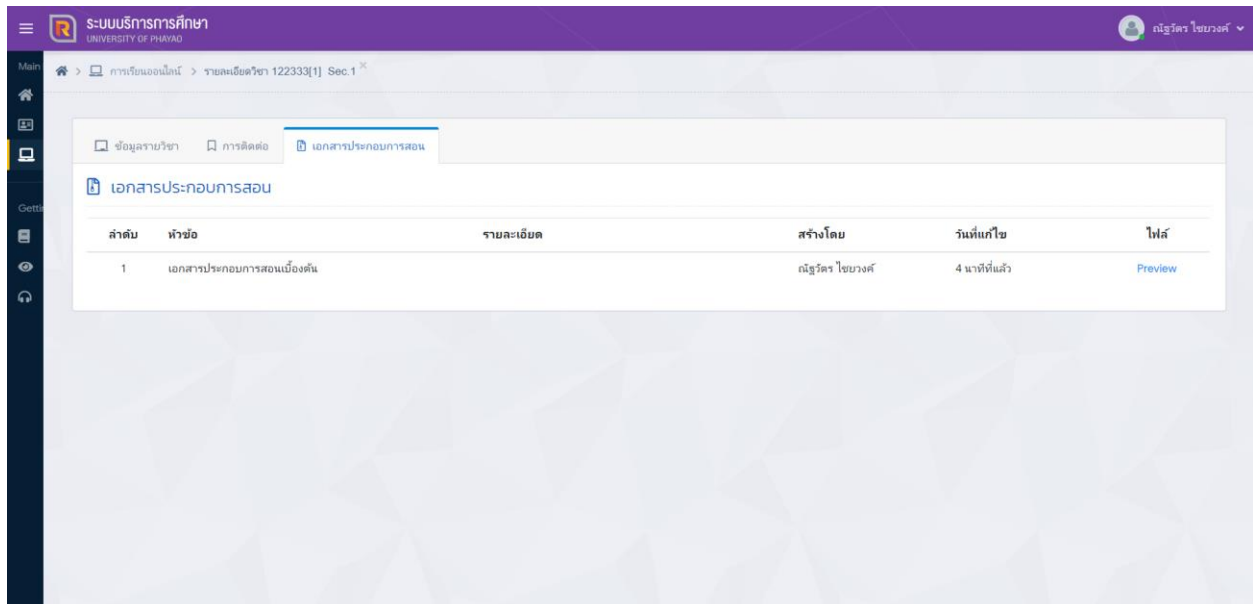 ระบบบริการการศึกษา
UNIVERSITY OF PHAYAO
ณัฐวัตร ไชยวงค์
Main
> การเรียนออนไลน์ > รายละเอียดวิชา 122333[1] Sec.1 ×
ข้อมูลรายวิชา การติดต่อ เอกสารประกอบการสอน
เอกสารประกอบการสอน
Gettin
ลำดับ หัวข้อ รายละเอียด สร้างโดย วันที่แก้ไข ไฟล์
1 เอกสารประกอบการสอนเบื้องต้น ณัฐวัตร ไชยวงค์ 4 นาทีที่แล้ว Preview